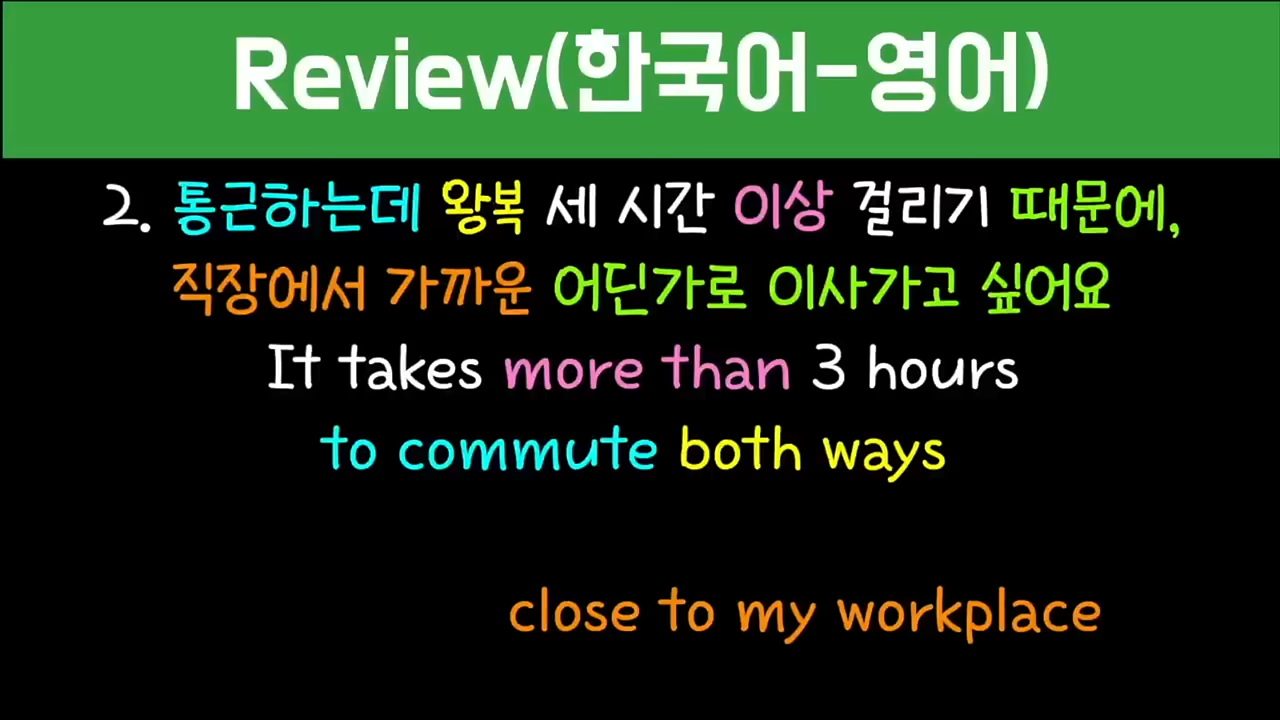 Review(한국어-영어)
2. 통근하는데 왕복 세 시간 이상 걸리기 때문에,
직장에서 가까운 어딘가로 이사가고 싶어요
It takes more than 3 hours
to commute both ways
close to my workplace